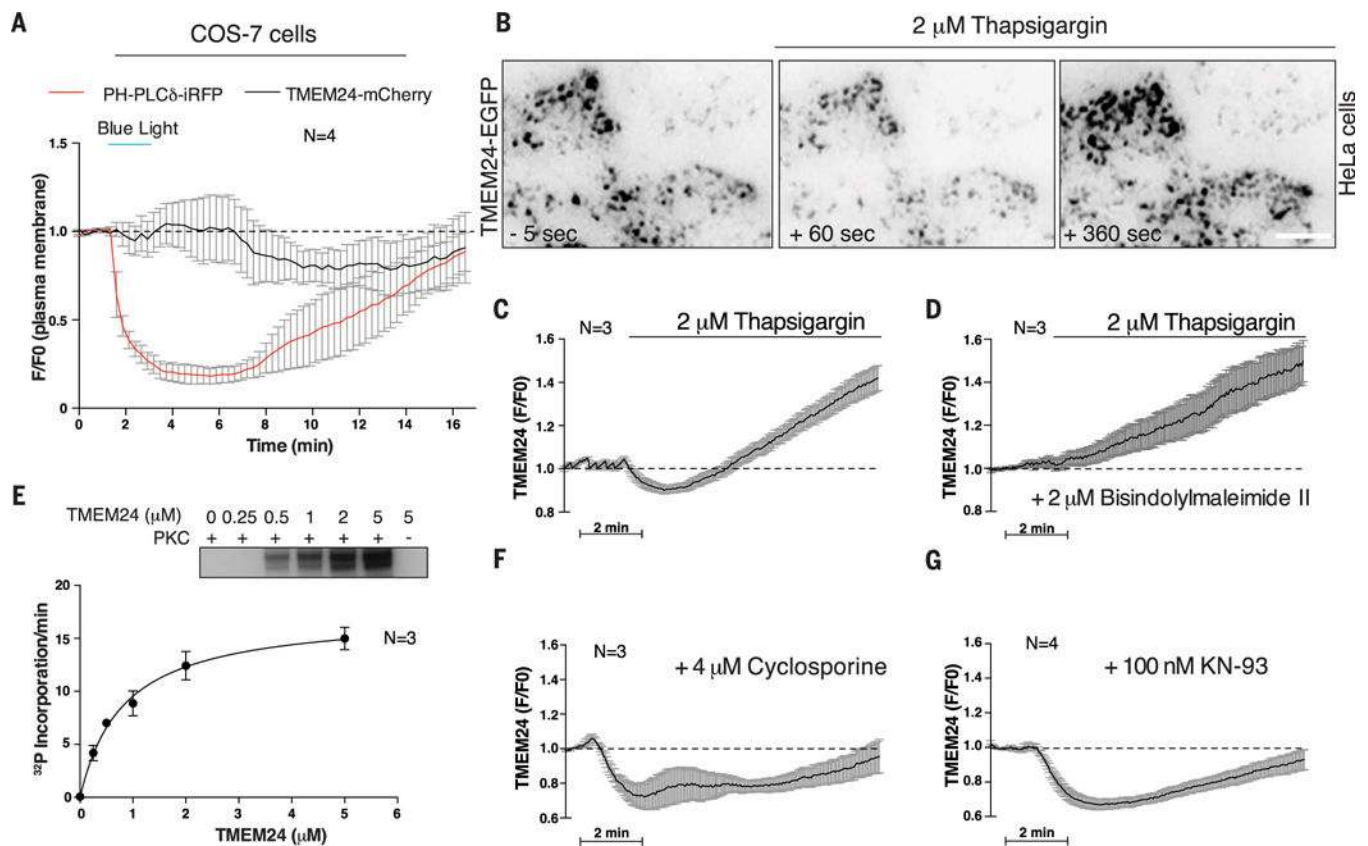 A
COS-7 cells
PH-PLCδ-iRFP
TMEM24-mCherry
Blue Light
N=4
F/F0 (plasma membrane)
1.5
1.0
0.5
0
0 2 4 6 8 10 12 14 16
Time (min)
B
2 μM Thapsigargin
TMEM24-EGFP
- 5 sec
+ 60 sec
+ 360 sec
HeLa cells
C
N=3
2 μM Thapsigargin
TMEM24 (F/F0)
1.6
1.4
1.2
1.0
0.8
2 min
D
N=3
2 μM Thapsigargin
TMEM24 (F/F0)
1.6
1.4
1.2
1.0
0.8
+ 2 μM Bisindolylmaleimide II
2 min
E
TMEM24 (μM) 0 0.25 0.5 1 2 5 5
PKC + + + + + + -
32P Incorporation/min
20
15
10
5
0
N=3
0 1 2 3 4 5 6
TMEM24 (μM)
F
N=3
+ 4 μM Cyclosporine
TMEM24 (F/F0)
1.6
1.4
1.2
1.0
0.8
0.6
2 min
G
N=4
+ 100 nM KN-93
TMEM24 (F/F0)
1.6
1.4
1.2
1.0
0.8
0.6
2 min